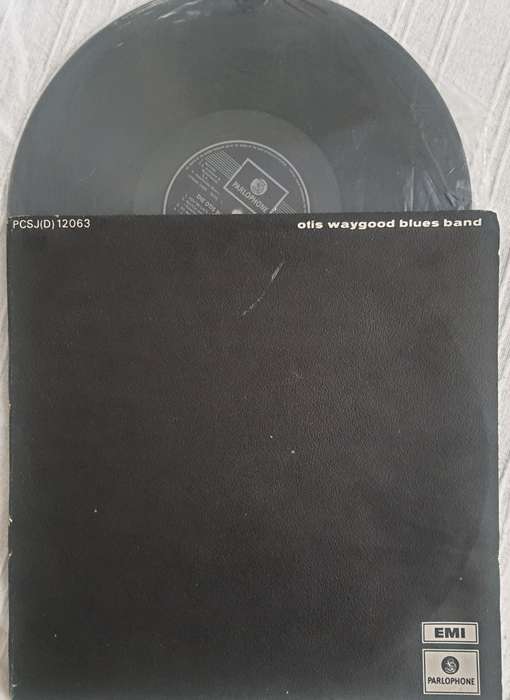 PARLOPHONE
PCSJ(D) 12063
otis waygood blues band
EMI
PARLOPHONE